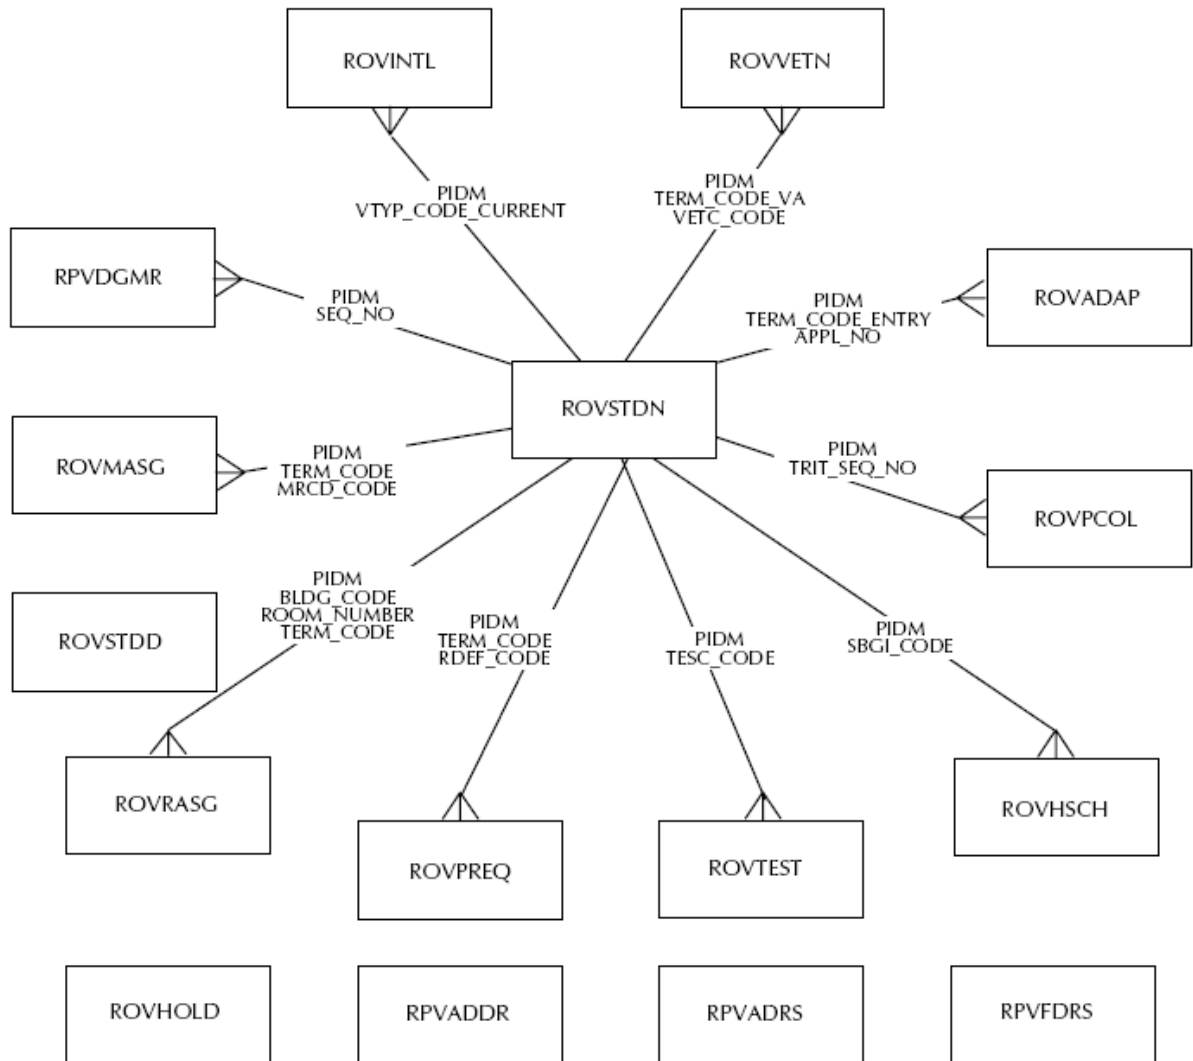 ROVINTL
ROVVETN
PIDM
VTYP_CODE_CURRENT
PIDM
TERM_CODE_VA
VETC_CODE
RPVDGMR
PIDM
SEQ_NO
PIDM
TERM_CODE_ENTRY
APPL_NO
ROVADAP
ROVSTDN
ROVMASG
PIDM
TERM_CODE
MRCD_CODE
PIDM
TRIT_SEQ_NO
ROVPCOL
ROVSTDD
PIDM
BLDG_CODE
ROOM_NUMBER
TERM_CODE
PIDM
TERM_CODE
RDEF_CODE
PIDM
TESC_CODE
PIDM
SBGI_CODE
ROVRASG
ROVPREQ
ROVTEST
ROVHSCH
ROVHOLD
RPVADDR
RPVADRS
RPVFDRS